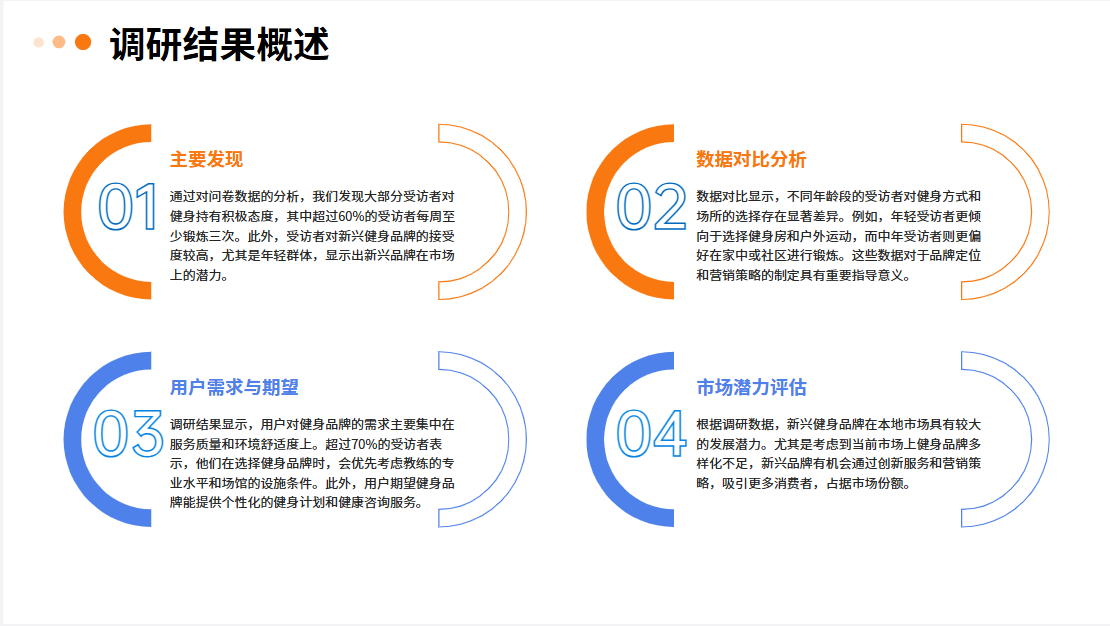 调研结果概述
01
主要发现
通过对问卷数据的分析，我们发现大部分受访者对
健身持有积极态度，其中超过60%的受访者每周至
少锻炼三次。此外，受访者对新兴健身品牌的接受
度较高，尤其是年轻群体，显示出新兴品牌在市场
上的潜力。
02
数据对比分析
数据对比显示，不同年龄段的受访者对健身方式和
场所的选择存在显著差异。例如，年轻受访者更倾
向于选择健身房和户外运动，而中年受访者则更偏
好在家中或社区进行锻炼。这些数据对于品牌定位
和营销策略的制定具有重要指导意义。
03
用户需求与期望
调研结果显示，用户对健身品牌的需求主要集中在
服务质量和环境舒适度上。超过70%的受访者表
示，他们在选择健身品牌时，会优先考虑教练的专
业水平和场馆的设施条件。此外，用户期望健身品
牌能提供个性化的健身计划和健康咨询服务。
04
市场潜力评估
根据调研数据，新兴健身品牌在本地市场具有较大
的发展潜力。尤其是考虑到当前市场上健身品牌多
样化不足，新兴品牌有机会通过创新服务和营销策
略，吸引更多消费者，占据市场份额。